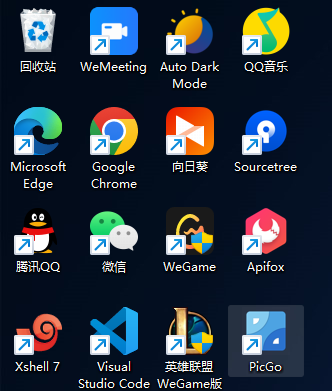 回收站
WeMeeting
Auto Dark
Mode
QQ音乐
Microsoft
Edge
Google
Chrome
向日葵
Sourcetree
腾讯QQ
微信
WeGame
Apifox
Xshell 7
Visual
Studio Code
英雄联盟
WeGame版
PicGo